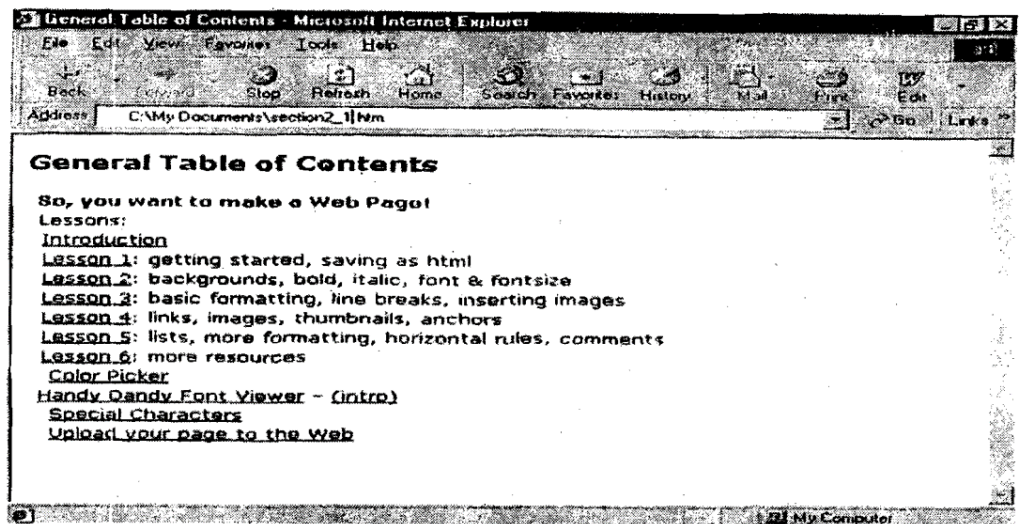 General Table of Contents - Microsoft Internet Explorer
File Edit View Favorites Tools Help
Back Forward Stop Refresh Home Search Favorites History Mail Print Edit
Address C:\My Documents\section2_1.htm Go Links »
General Table of Contents
So, you want to make a Web Page!
Lessons:
Introduction
Lesson 1: getting started, saving as html
Lesson 2: backgrounds, bold, italic, font & fontsize
Lesson 3: basic formatting, line breaks, inserting images
Lesson 4: links, images, thumbnails, anchors
Lesson 5: lists, more formatting, horizontal rules, comments
Lesson 6: more resources
Color Picker
Handy Dandy Font Viewer - (intro)
Special Characters
Upload your page to the Web
My Computer